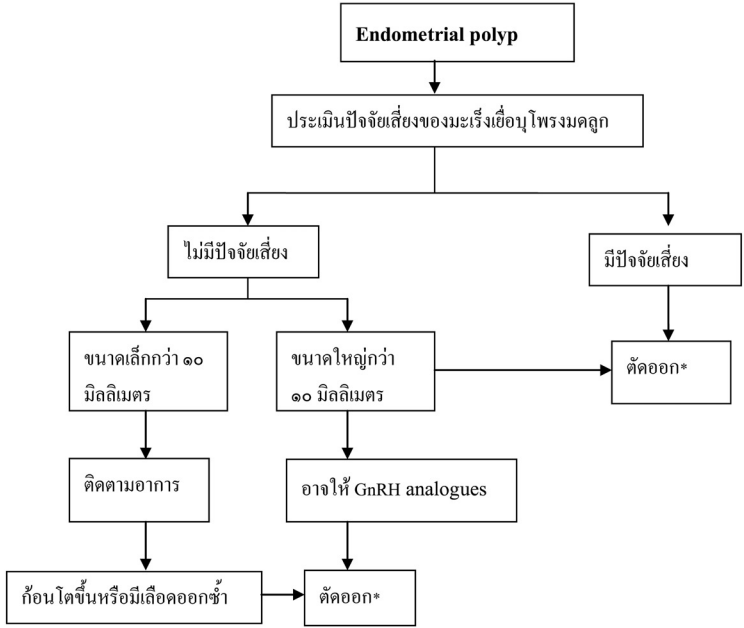 Endometrial polyp
ประเมินปัจจัยเสี่ยงของมะเร็งเยื่อบุโพรงมดลูก
ไม่มีปัจจัยเสี่ยง
มีปัจจัยเสี่ยง
ขนาดเล็กกว่า ๑๐
มิลลิเมตร
ขนาดใหญ่กว่า
๑๐ มิลลิเมตร
ตัดออก*
ติดตามอาการ
อาจให้ GnRH analogues
ก้อนโตขึ้นหรือมีเลือดออกซ้ำ
ตัดออก*